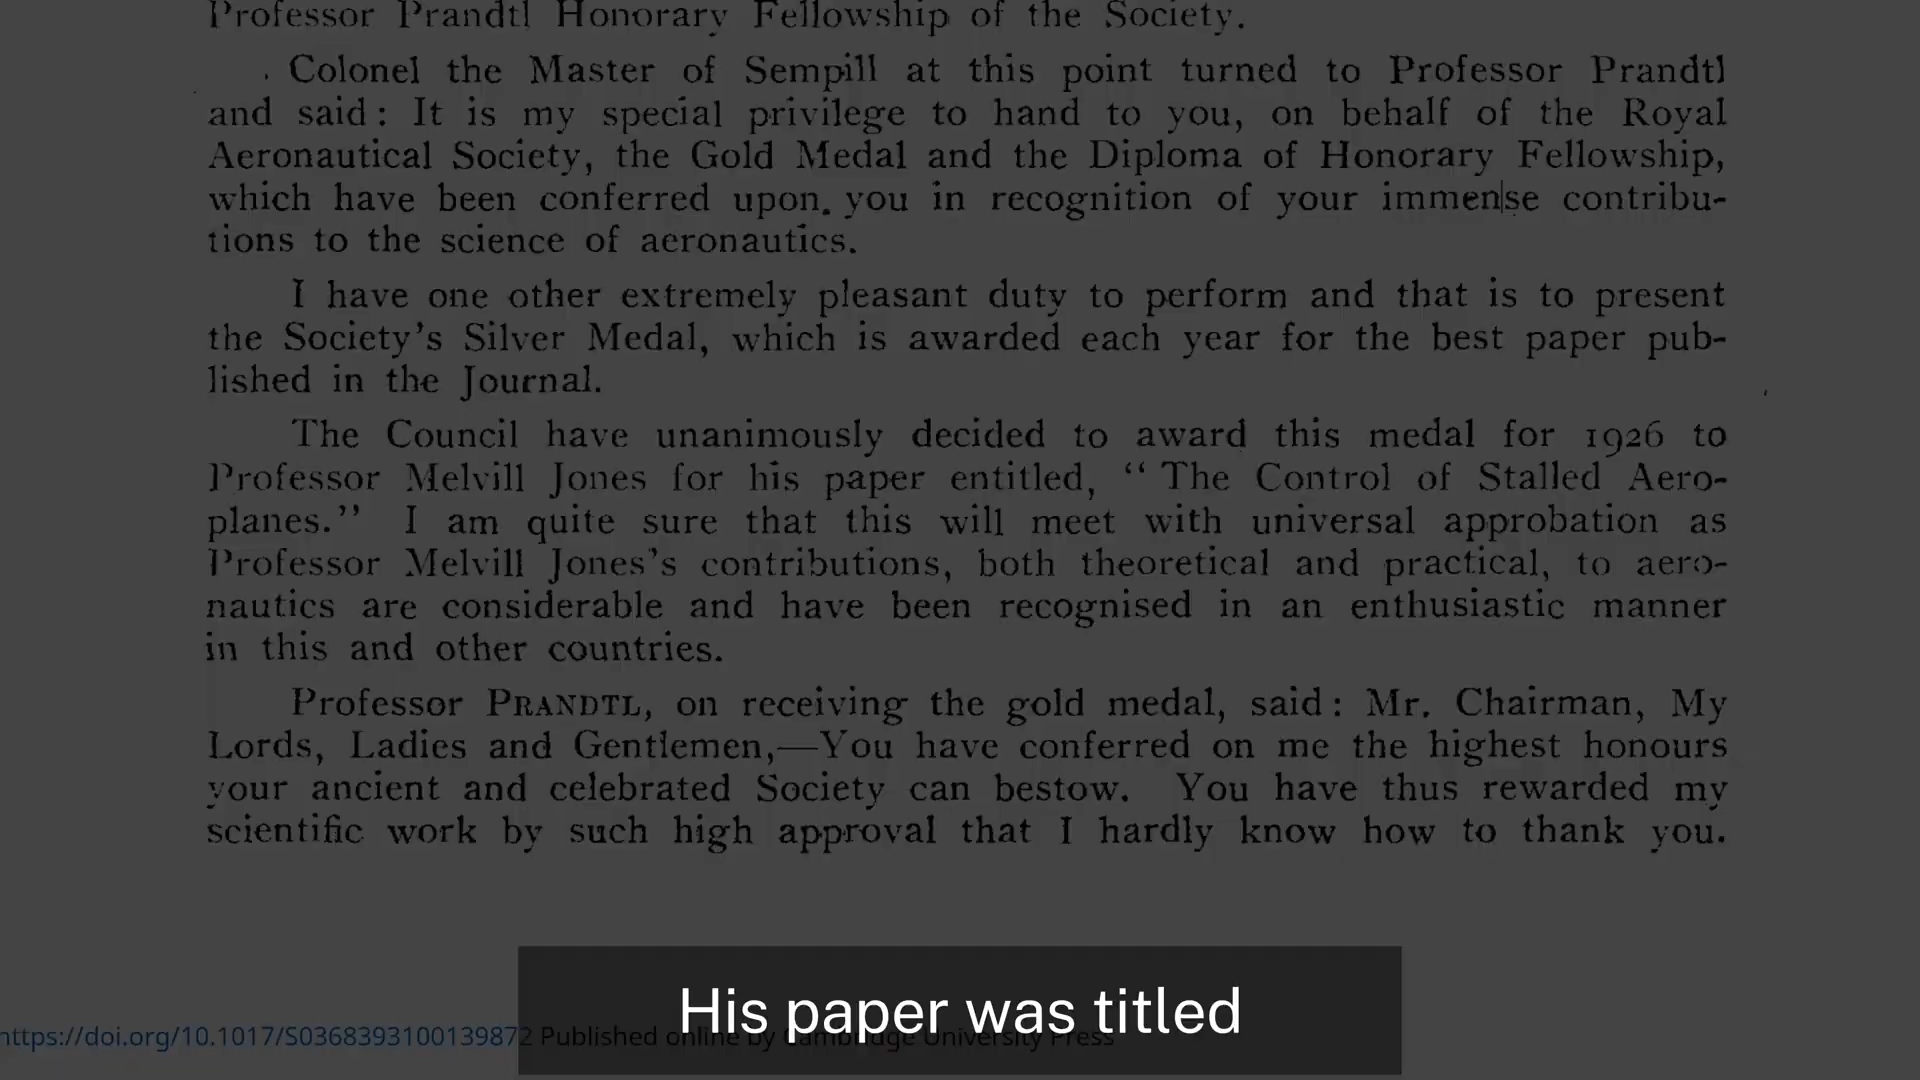 Professor Prandtl Honorary Fellowship of the Society.
Colonel the Master of Sempill at this point turned to Professor Prandtl
and said: It is my special privilege to hand to you, on behalf of the Royal
Aeronautical Society, the Gold Medal and the Diploma of Honorary Fellowship,
which have been conferred upon you in recognition of your immense contribu-
tions to the science of aeronautics.
I have one other extremely pleasant duty to perform and that is to present
the Society's Silver Medal, which is awarded each year for the best paper pub-
lished in the Journal.
The Council have unanimously decided to award this medal for 1926 to
Professor Melvill Jones for his paper entitled, “ The Control of Stalled Aero-
planes.” I am quite sure that this will meet with universal approbation as
Professor Melvill Jones's contributions, both theoretical and practical, to aero-
nautics are considerable and have been recognised in an enthusiastic manner
in this and other countries.
Professor PRANDTL, on receiving the gold medal, said: Mr. Chairman, My
Lords, Ladies and Gentlemen,—You have conferred on me the highest honours
your ancient and celebrated Society can bestow. You have thus rewarded my
scientific work by such high approval that I hardly know how to thank you.
His paper was titled
https://doi.org/10.1017/S0368393100139872 Published online by Cambridge University Press